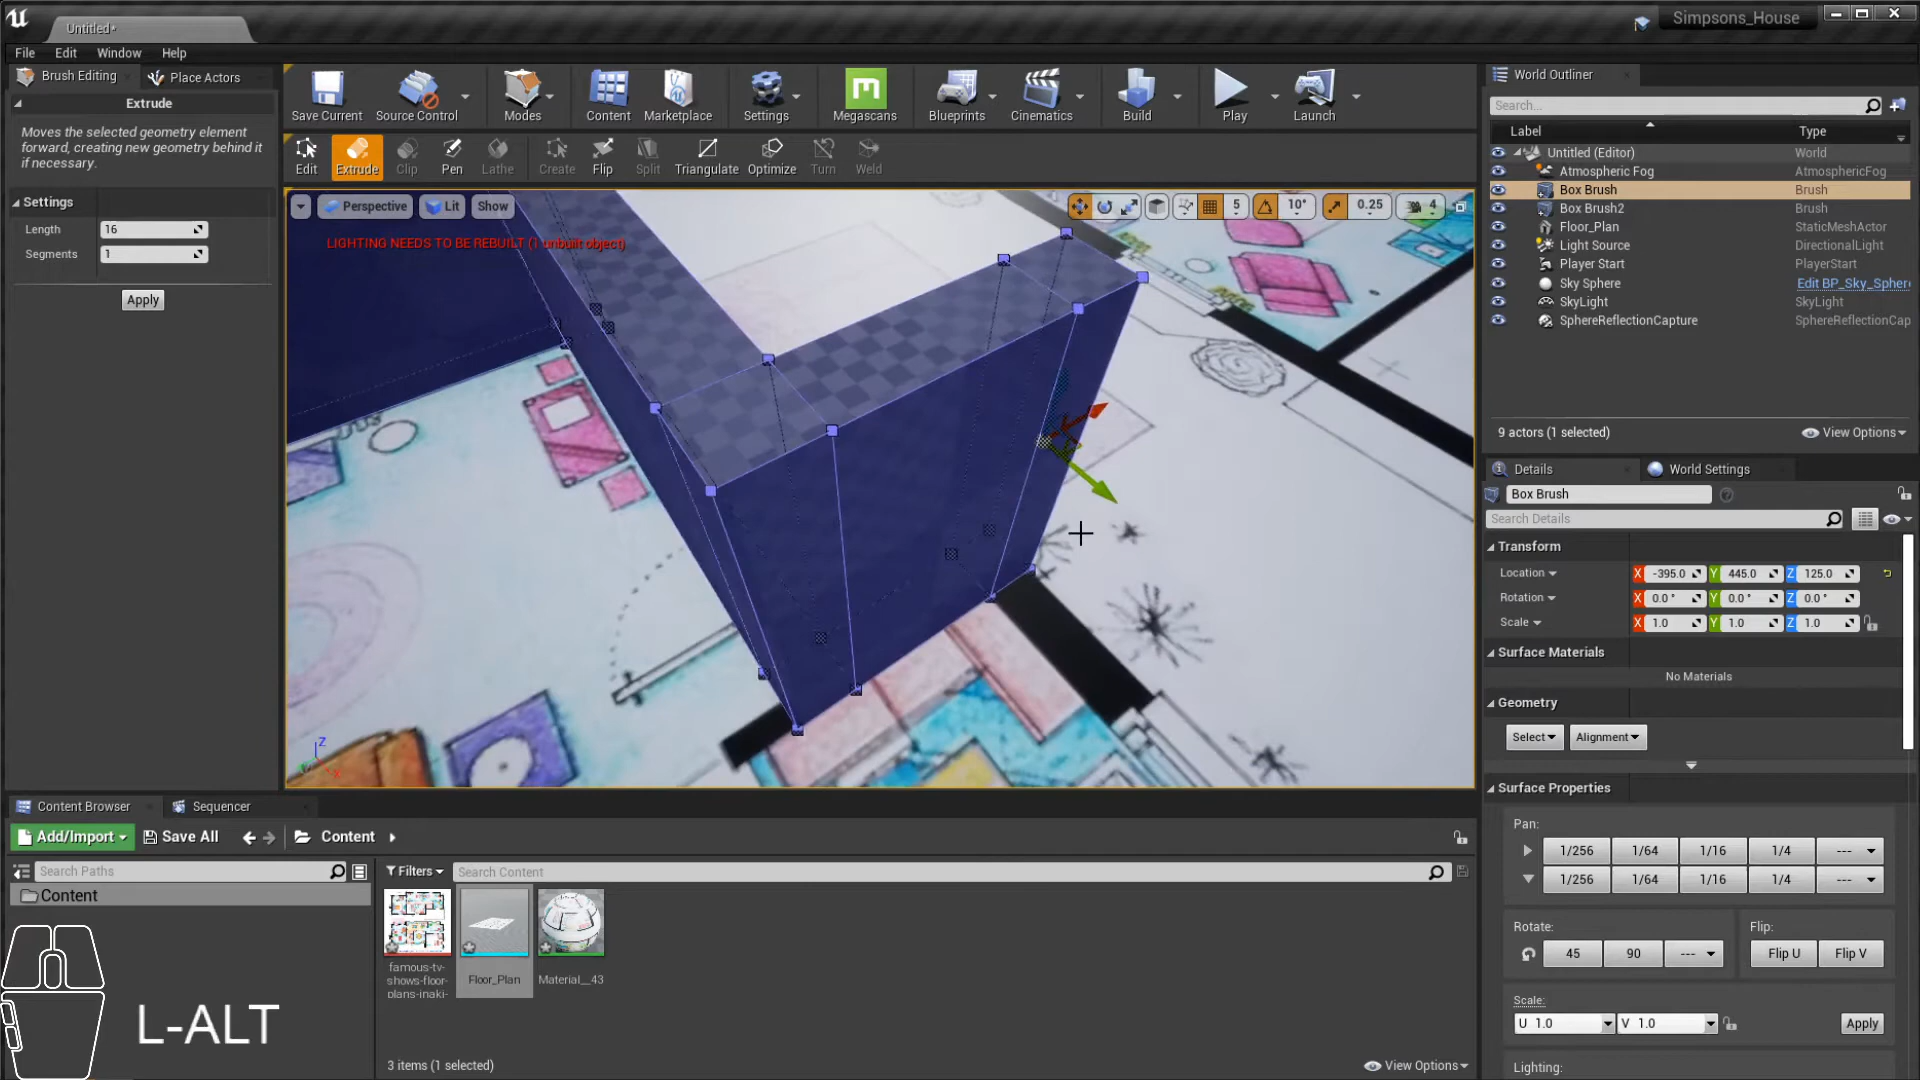 Untitled*
Simpsons_House
File Edit Window Help
Brush Editing
Place Actors
Extrude
Moves the selected geometry element
forward, creating new geometry behind it
if necessary.
Settings
Length 16
Segments 1
Apply
Save Current
Source Control
Modes
Content
Marketplace
Settings
Megascans
Blueprints
Cinematics
Build
Play
Launch
Edit
Extrude
Clip
Pen
Lathe
Create
Flip
Split
Triangulate
Optimize
Turn
Weld
Perspective
Lit
Show
5
10°
0.25
4
LIGHTING NEEDS TO BE REBUILT (1 unbuilt object)
Z
World Outliner
Search...
Label Type
Untitled (Editor) World
Atmospheric Fog AtmosphericFog
Box Brush Brush
Box Brush2 Brush
Floor_Plan StaticMeshActor
Light Source DirectionalLight
Player Start PlayerStart
Sky Sphere Edit BP_Sky_Spher
SkyLight SkyLight
SphereReflectionCapture SphereReflectionCap
9 actors (1 selected)
View Options
Details
World Settings
Box Brush
Search Details
Transform
Location X -395.0 Y 445.0 Z 125.0
Rotation X 0.0° Y 0.0° Z 0.0°
Scale X 1.0 Y 1.0 Z 1.0
Surface Materials
No Materials
Geometry
Select
Alignment
Surface Properties
Pan:
1/256 1/64 1/16 1/4 ---
1/256 1/64 1/16 1/4 ---
Rotate:
Flip:
45 90 --- Flip U Flip V
Scale:
U 1.0 V 1.0 Apply
Lighting:
Content Browser
Sequencer
Add/Import
Save All
Content
Search Paths
Filters
Search Content
Content
famous-tv-
shows-floor-
plans-inaki-
Floor_Plan
Material__43
3 items (1 selected)
View Options
L-ALT